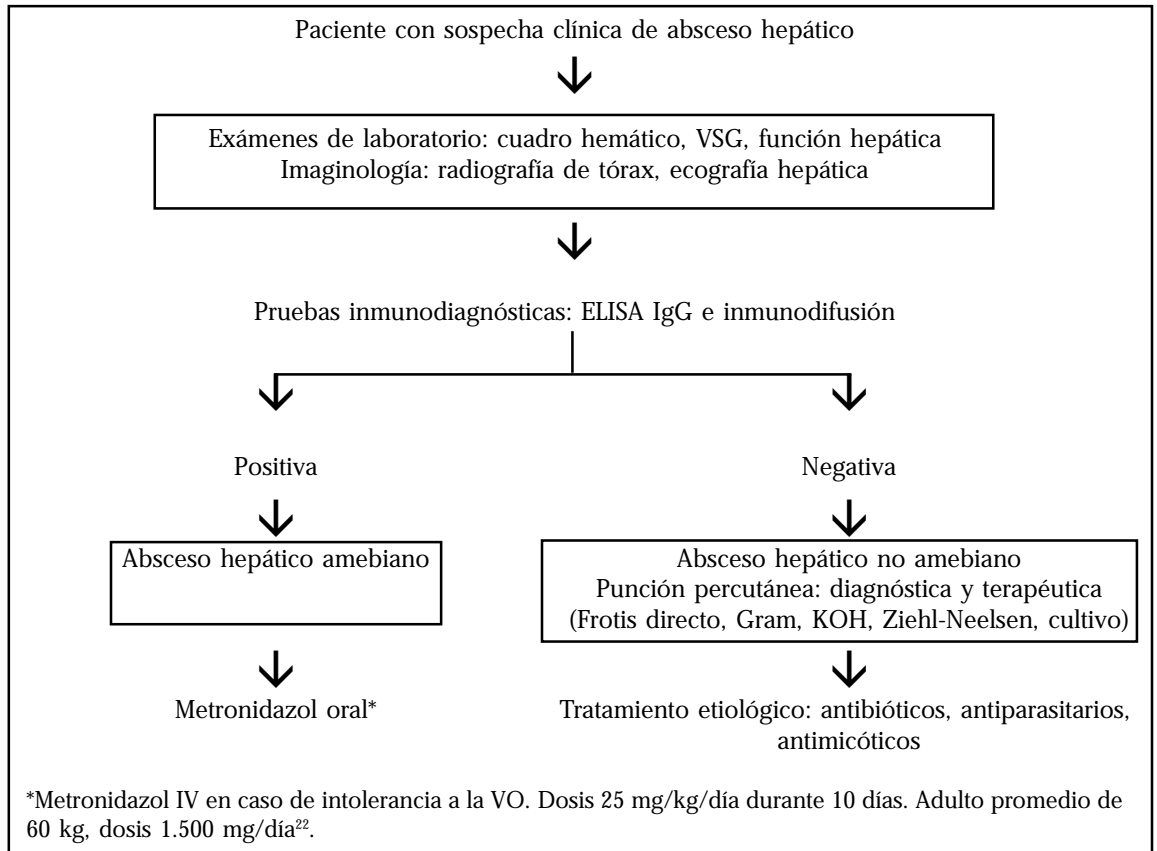 Paciente con sospecha clínica de absceso hepático
Exámenes de laboratorio: cuadro hemático, VSG, función hepática
Imaginología: radiografía de tórax, ecografía hepática
Pruebas inmunodiagnósticas: ELISA IgG e inmunodifusión
Positiva
Negativa
Absceso hepático amebiano
Absceso hepático no amebiano
Punción percutánea: diagnóstica y terapéutica
(Frotis directo, Gram, KOH, Ziehl-Neelsen, cultivo)
Metronidazol oral*
Tratamiento etiológico: antibióticos, antiparasitarios,
antimicóticos
*Metronidazol IV en caso de intolerancia a la VO. Dosis 25 mg/kg/día durante 10 días. Adulto promedio de
60 kg, dosis 1.500 mg/día²².